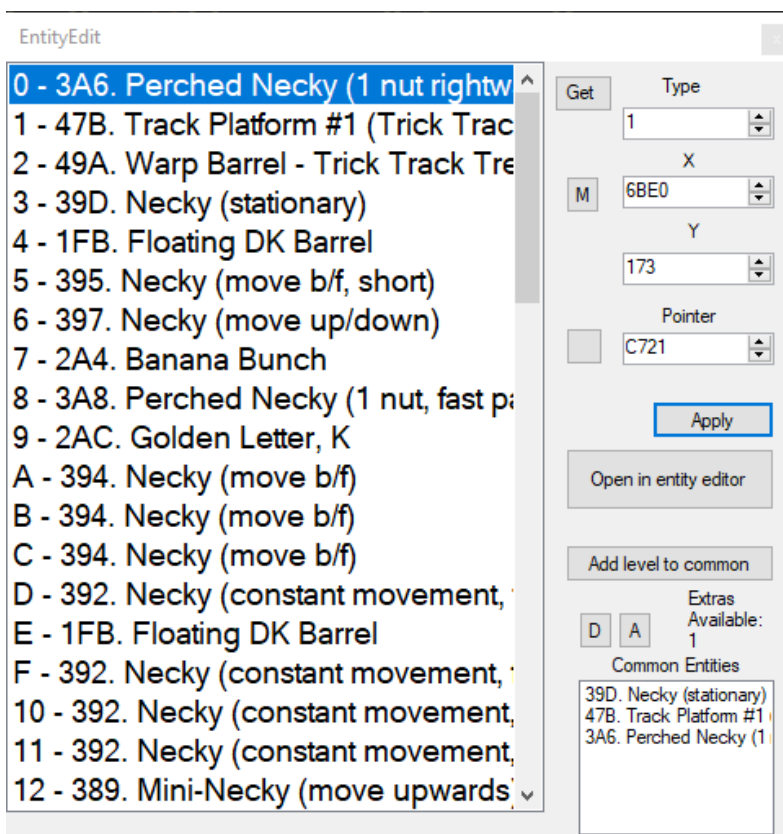 EntityEdit
0 - 3A6. Perched Necky (1 nut rightw
1 - 47B. Track Platform #1 (Trick Trac
2 - 49A. Warp Barrel - Trick Track Tre
3 - 39D. Necky (stationary)
4 - 1FB. Floating DK Barrel
5 - 395. Necky (move b/f, short)
6 - 397. Necky (move up/down)
7 - 2A4. Banana Bunch
8 - 3A8. Perched Necky (1 nut, fast pa
9 - 2AC. Golden Letter, K
A - 394. Necky (move b/f)
B - 394. Necky (move b/f)
C - 394. Necky (move b/f)
D - 392. Necky (constant movement,
E - 1FB. Floating DK Barrel
F - 392. Necky (constant movement,
10 - 392. Necky (constant movement,
11 - 392. Necky (constant movement,
12 - 389. Mini-Necky (move upwards)
Get
Type
1
X
M
6BE0
Y
173
Pointer
C721
Apply
Open in entity editor
Add level to common
D
A
Extras
Available:
1
Common Entities
39D. Necky (stationary)
47B. Track Platform #1
3A6. Perched Necky (1